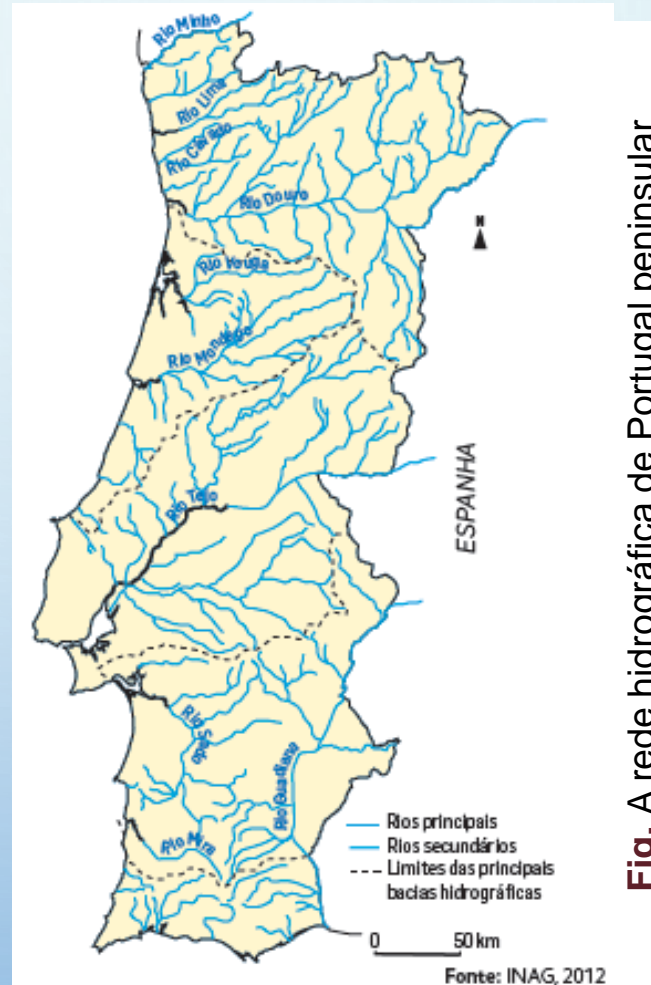 Rio Minho
Rio Lima
Rio Cávado
Rio Douro
N
Rio Vouga
Rio Mondego
ESPANHA
Rio Tejo
Rio Sado
Rio Guadiana
Rio Mira
Rios principais
Rios secundários
Limites das principais
bacias hidrográficas
0 50 km
Fonte: INAG, 2012
Fig. A rede hidrográfica de Portugal peninsular